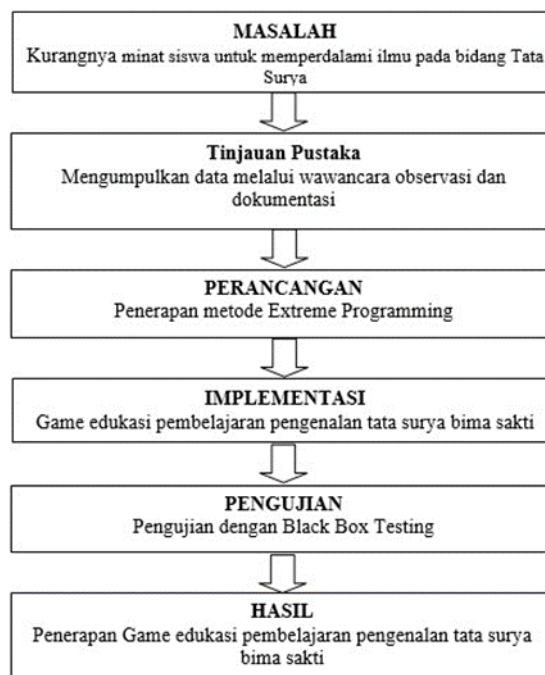 MASALAH
Kurangnya minat siswa untuk memperdalami ilmu pada bidang Tata
Surya
Tinjauan Pustaka
Mengumpulkan data melalui wawancara observasi dan
dokumentasi
PERANCANGAN
Penerapan metode Extreme Programming
IMPLEMENTASI
Game edukasi pembelajaran pengenalan tata surya bima sakti
PENGUJIAN
Pengujian dengan Black Box Testing
HASIL
Penerapan Game edukasi pembelajaran pengenalan tata surya
bima sakti